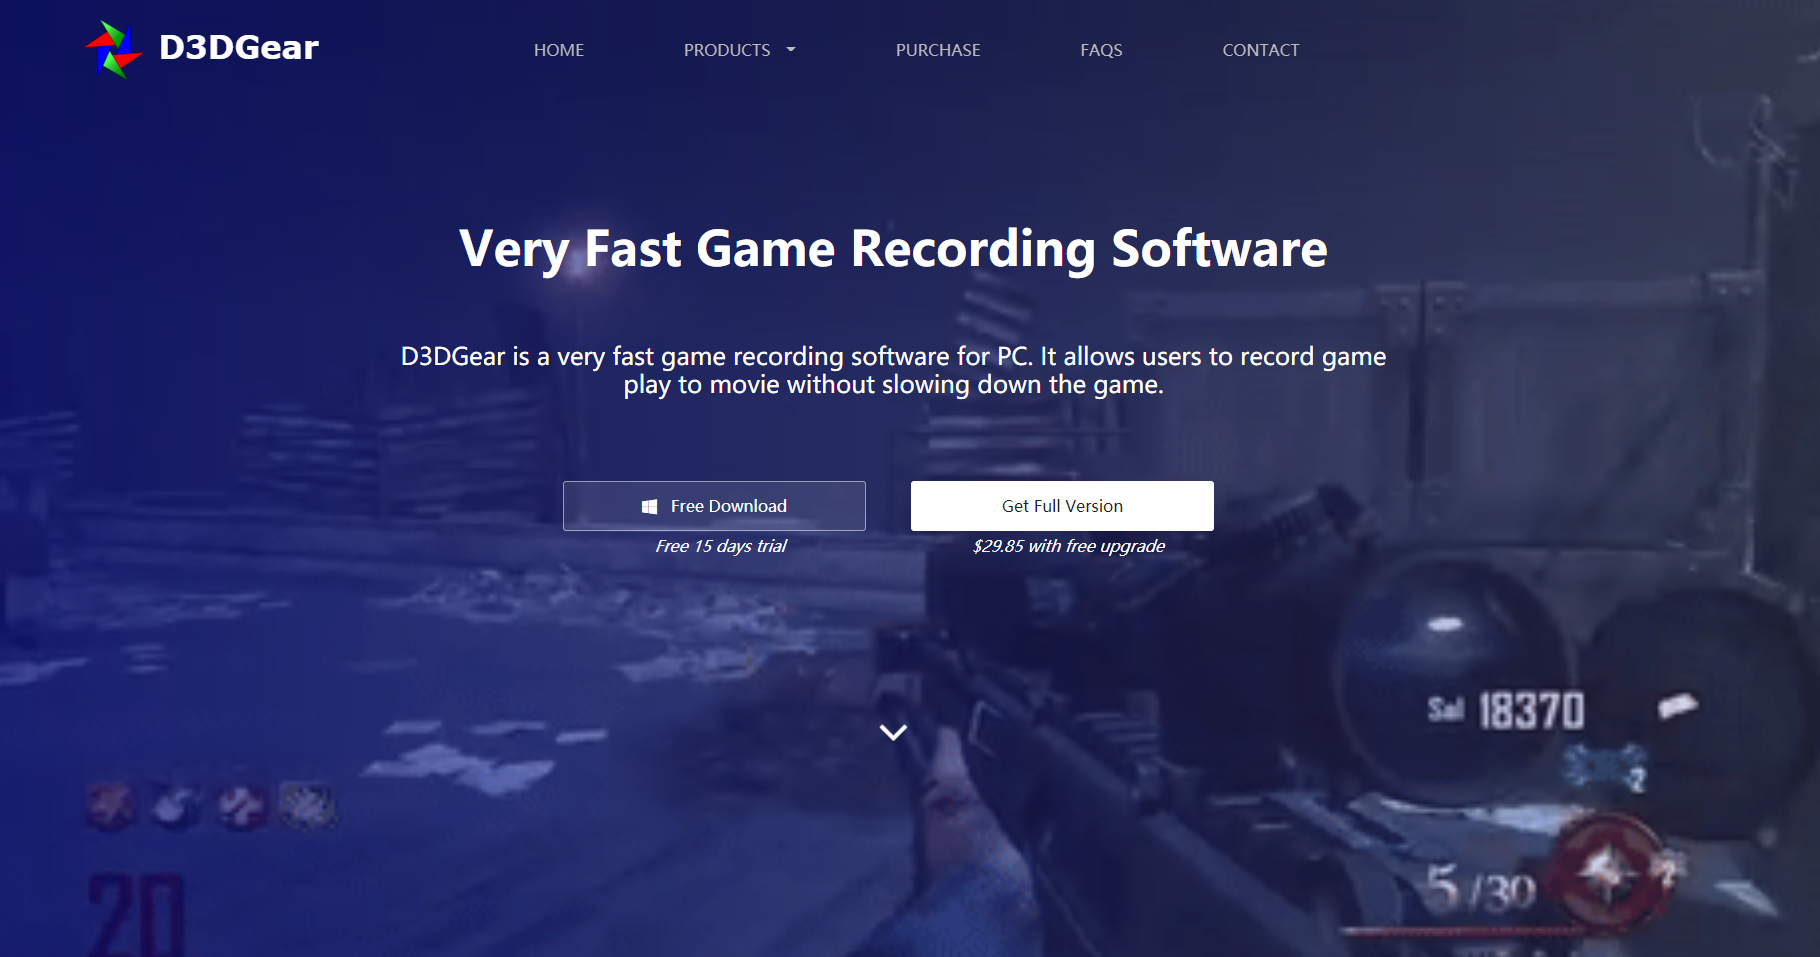 D3DGear
HOME
PRODUCTS
PURCHASE
FAQS
CONTACT
Very Fast Game Recording Software
D3DGear is a very fast game recording software for PC. It allows users to record game
play to movie without slowing down the game.
Free Download
Get Full Version
Free 15 days trial
$29.85 with free upgrade
Sal 18370
?
5/30
?
20